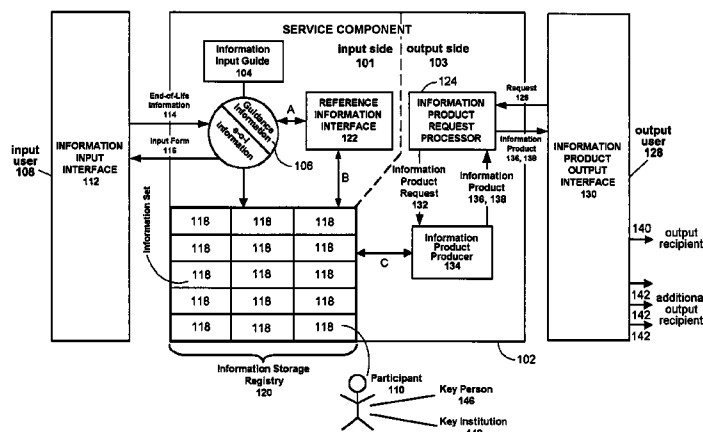 SERVICE COMPONENT
input side
output side
101
103
Information
Input Guide
104
End-of-Life
Information
114
Input Form
116
Guidance
Information
e-o-l
Information
106
A
REFERENCE
INFORMATION
INTERFACE
122
B
124
INFORMATION
PRODUCT
REQUEST
PROCESSOR
Request
126
Information
Product
136, 138
Information
Product Request
132
Information
Product
136, 138
Information
Product
Producer
134
C
input
user
108
INFORMATION
INPUT
INTERFACE
112
INFORMATION
PRODUCT
OUTPUT
INTERFACE
130
output
user
128
140
output
recipient
142
142
142
additional
output
recipient
Information Set
118 118 118
118 118 118
118 118 118
118 118 118
118 118 118
102
Information Storage
Registry
120
Participant
110
Key Person
146
Key Institution